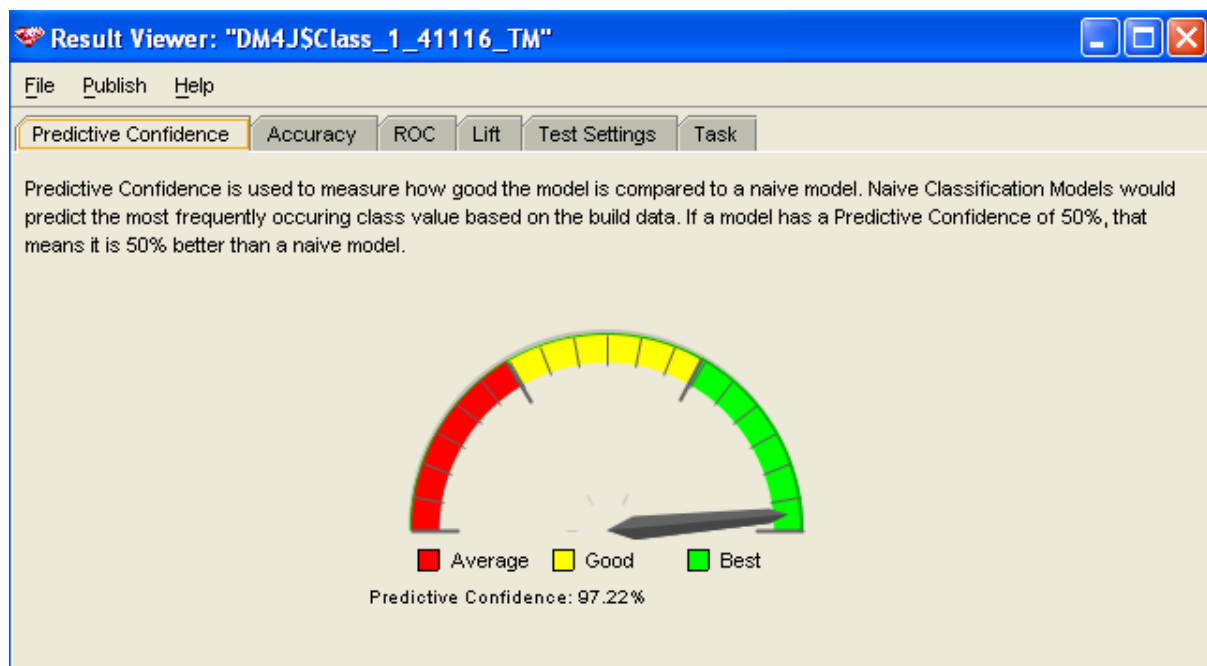 Result Viewer: "DM4J$Class_1_41116_TM"
File Publish Help
Predictive Confidence Accuracy ROC Lift Test Settings Task
Predictive Confidence is used to measure how good the model is compared to a naive model. Naive Classification Models would
predict the most frequently occuring class value based on the build data. If a model has a Predictive Confidence of 50%, that
means it is 50% better than a naive model.
Average Good Best
Predictive Confidence: 97.22%